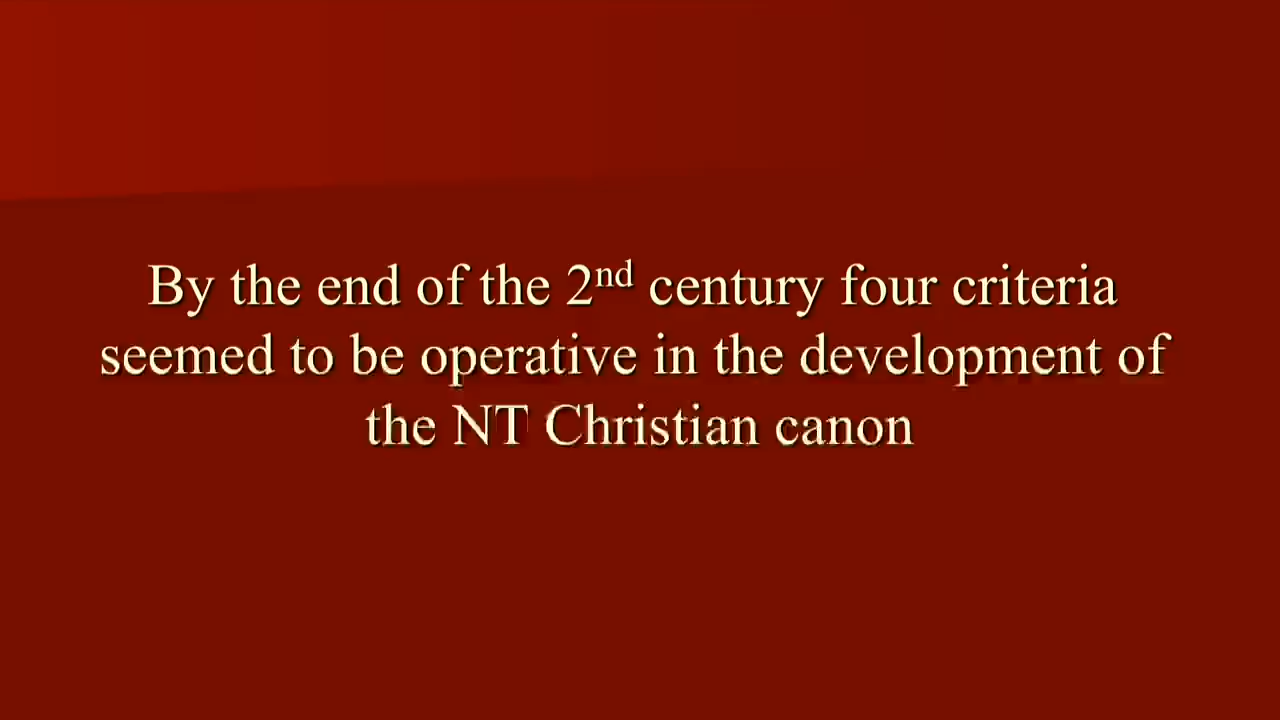 By the end of the 2nd century four criteria
seemed to be operative in the development of
the NT Christian canon